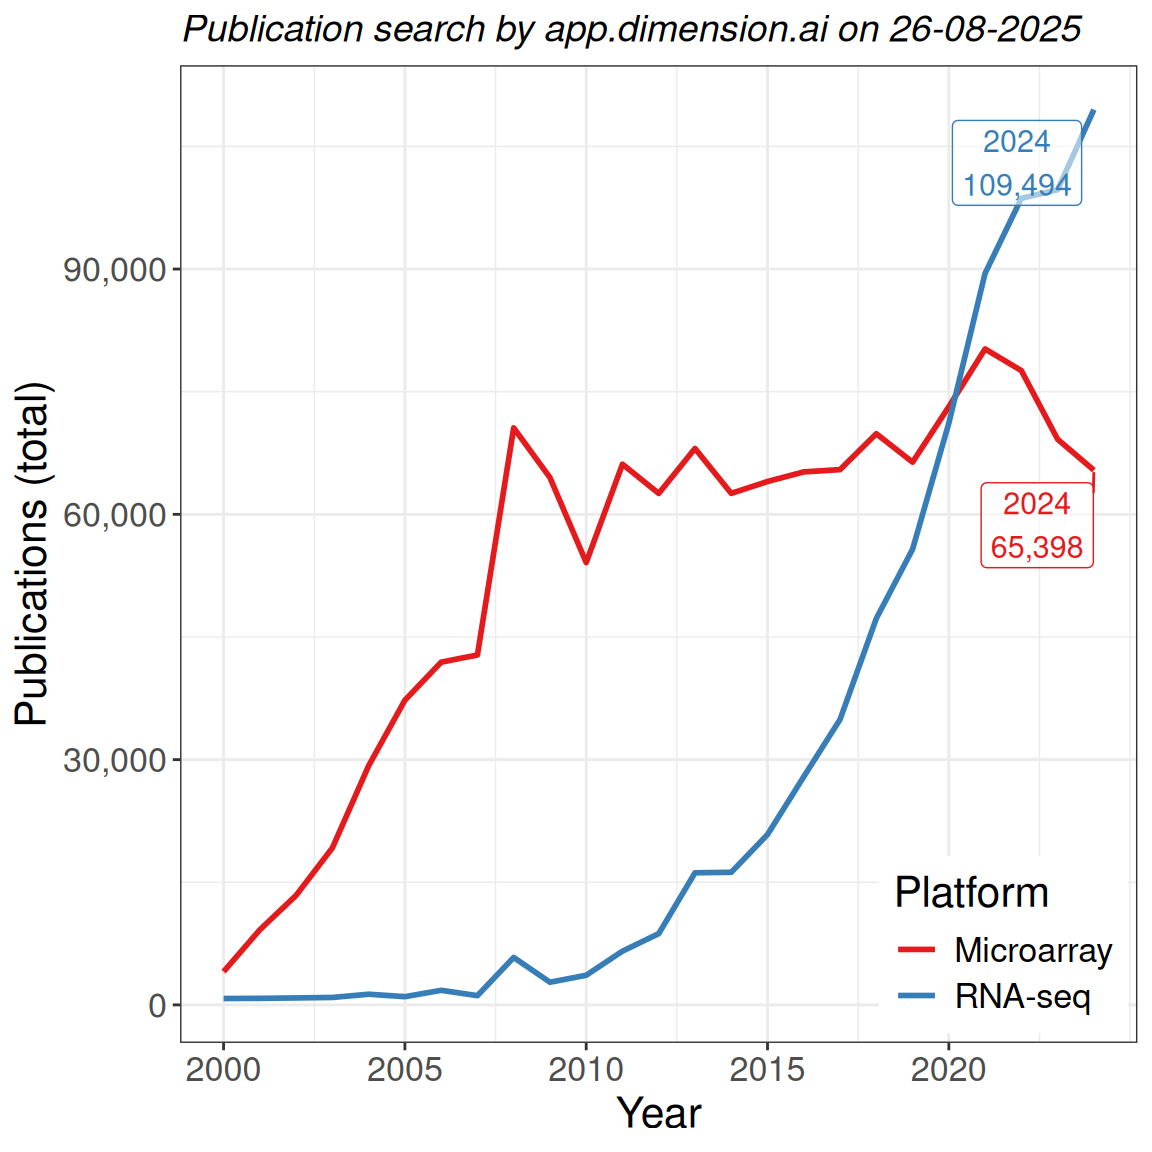 Publication search by app.dimension.ai on 26-08-2025
Publications (total)
90,000
60,000
30,000
0
2024
109,494
2024
65,398
Platform
Microarray
RNA-seq
2000
2005
2010
2015
2020
Year